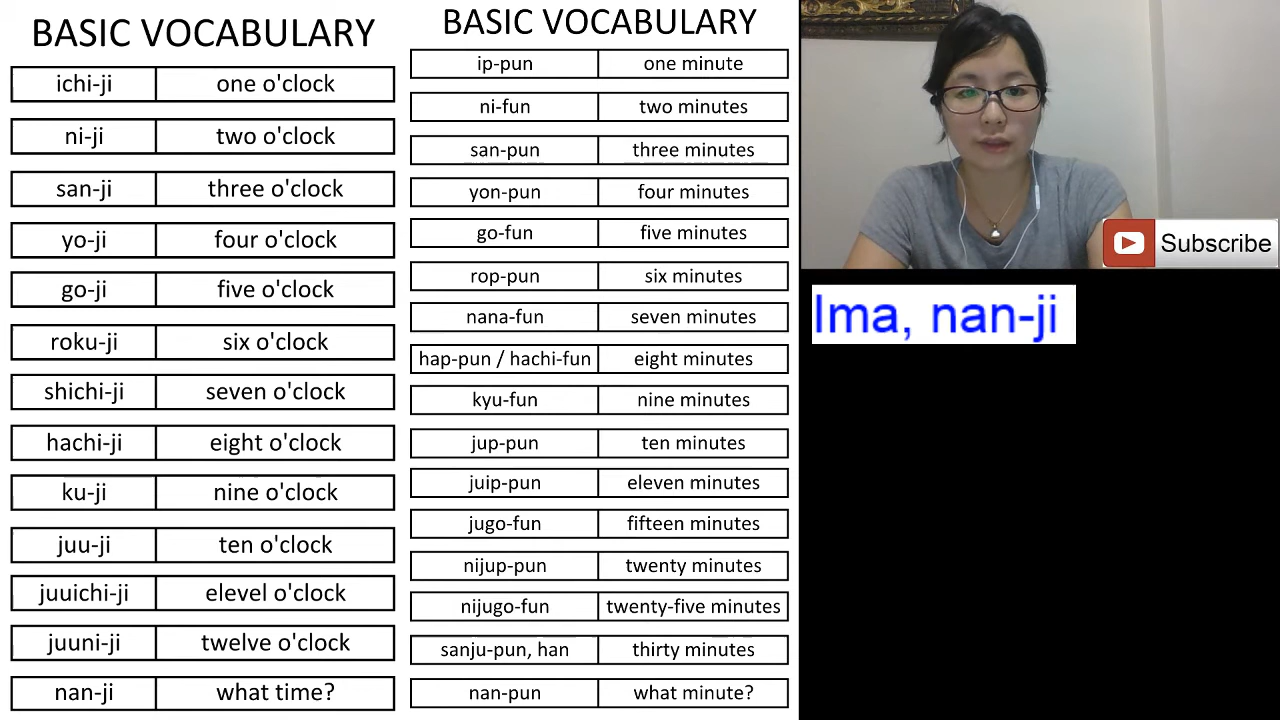 BASIC VOCABULARY
ichi-ji one o'clock
ni-ji two o'clock
san-ji three o'clock
yo-ji four o'clock
go-ji five o'clock
roku-ji six o'clock
shichi-ji seven o'clock
hachi-ji eight o'clock
ku-ji nine o'clock
juu-ji ten o'clock
juuichi-ji elevel o'clock
juuni-ji twelve o'clock
nan-ji what time?
BASIC VOCABULARY
ip-pun one minute
ni-fun two minutes
san-pun three minutes
yon-pun four minutes
go-fun five minutes
rop-pun six minutes
nana-fun seven minutes
hap-pun / hachi-fun eight minutes
kyu-fun nine minutes
jup-pun ten minutes
juip-pun eleven minutes
jugo-fun fifteen minutes
nijup-pun twenty minutes
nijugo-fun twenty-five minutes
sanju-pun, han thirty minutes
nan-pun what minute?
Subscribe
Ima, nan-ji